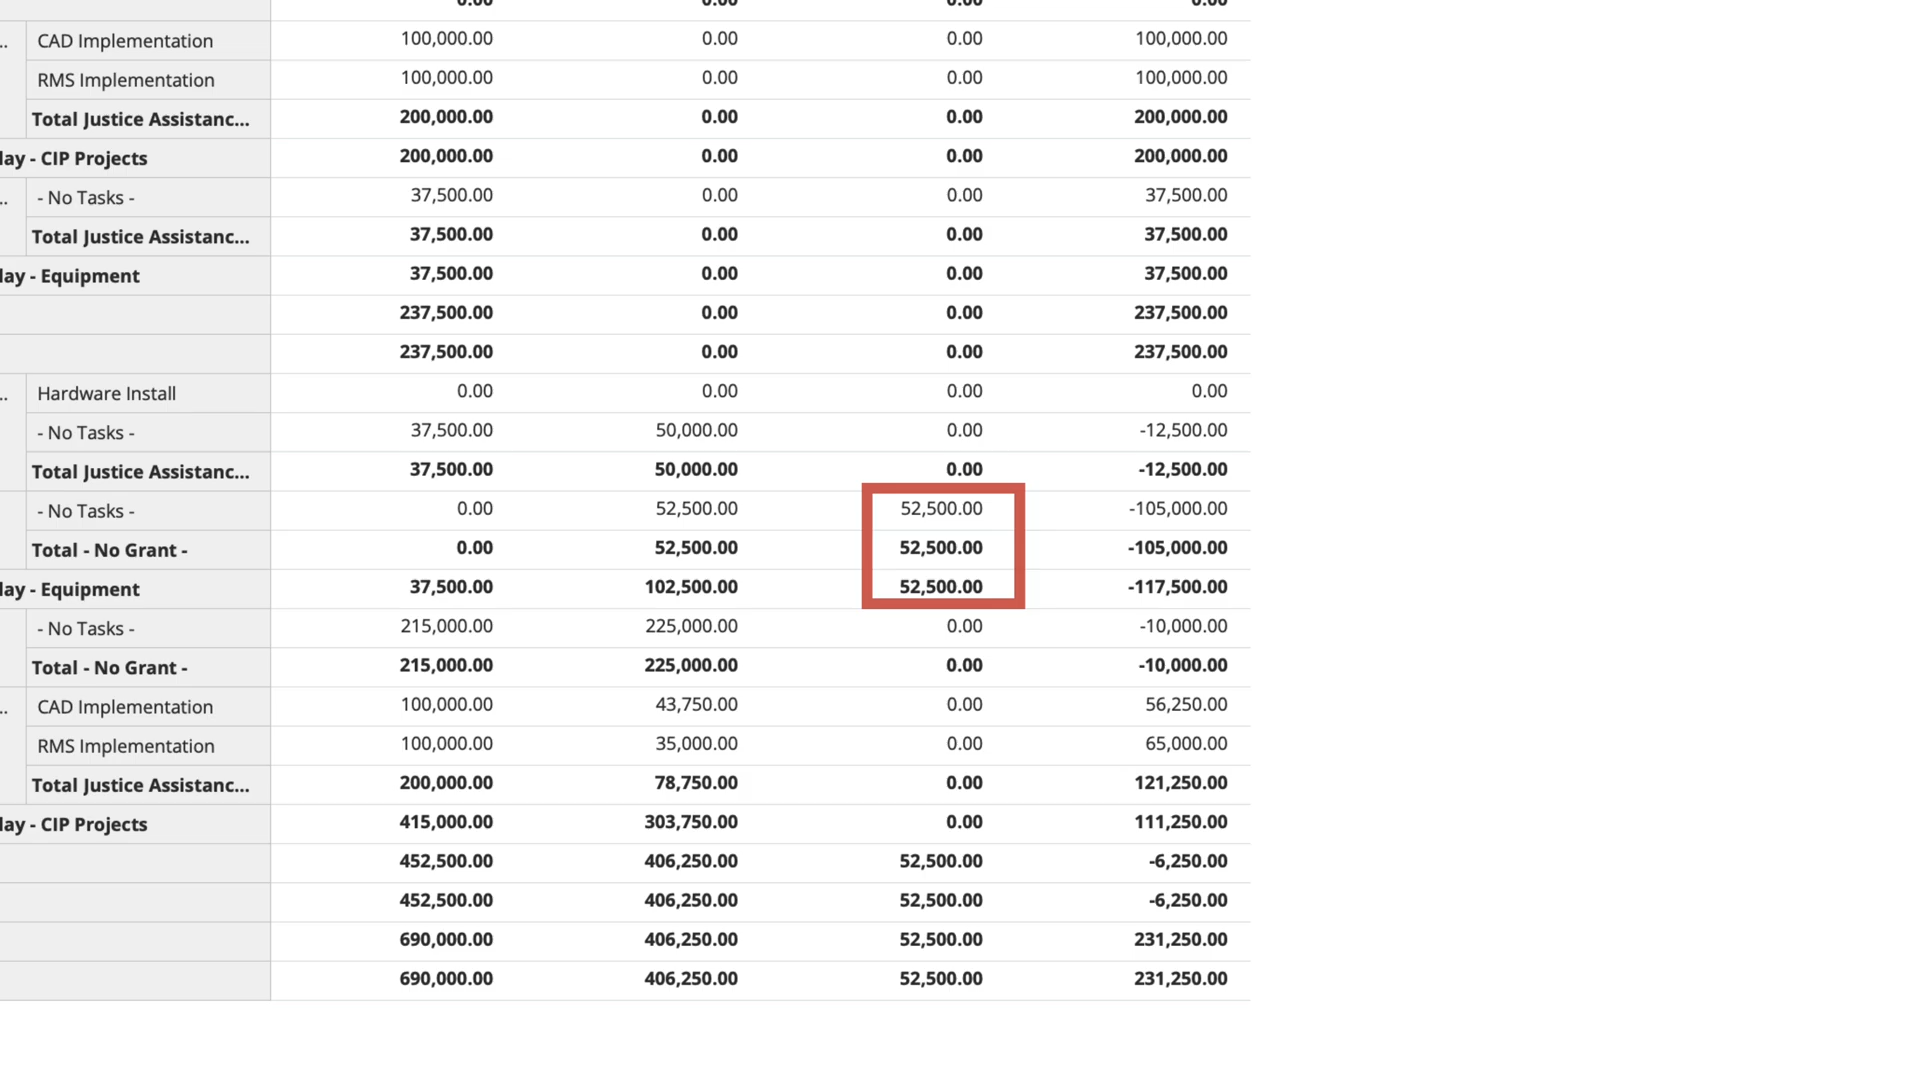 0.00 0.00 0.00 0.00
.. CAD Implementation 100,000.00 0.00 0.00 100,000.00
RMS Implementation 100,000.00 0.00 0.00 100,000.00
Total Justice Assistanc... 200,000.00 0.00 0.00 200,000.00
lay - CIP Projects 200,000.00 0.00 0.00 200,000.00
.. - No Tasks - 37,500.00 0.00 0.00 37,500.00
Total Justice Assistanc... 37,500.00 0.00 0.00 37,500.00
lay - Equipment 37,500.00 0.00 0.00 37,500.00
237,500.00 0.00 0.00 237,500.00
237,500.00 0.00 0.00 237,500.00
.. Hardware Install 0.00 0.00 0.00 0.00
- No Tasks - 37,500.00 50,000.00 0.00 -12,500.00
Total Justice Assistanc... 37,500.00 50,000.00 0.00 -12,500.00
- No Tasks - 0.00 52,500.00 52,500.00 -105,000.00
Total - No Grant - 0.00 52,500.00 52,500.00 -105,000.00
lay - Equipment 37,500.00 102,500.00 52,500.00 -117,500.00
- No Tasks - 215,000.00 225,000.00 0.00 -10,000.00
Total - No Grant - 215,000.00 225,000.00 0.00 -10,000.00
.. CAD Implementation 100,000.00 43,750.00 0.00 56,250.00
RMS Implementation 100,000.00 35,000.00 0.00 65,000.00
Total Justice Assistanc... 200,000.00 78,750.00 0.00 121,250.00
lay - CIP Projects 415,000.00 303,750.00 0.00 111,250.00
452,500.00 406,250.00 52,500.00 -6,250.00
452,500.00 406,250.00 52,500.00 -6,250.00
690,000.00 406,250.00 52,500.00 231,250.00
690,000.00 406,250.00 52,500.00 231,250.00